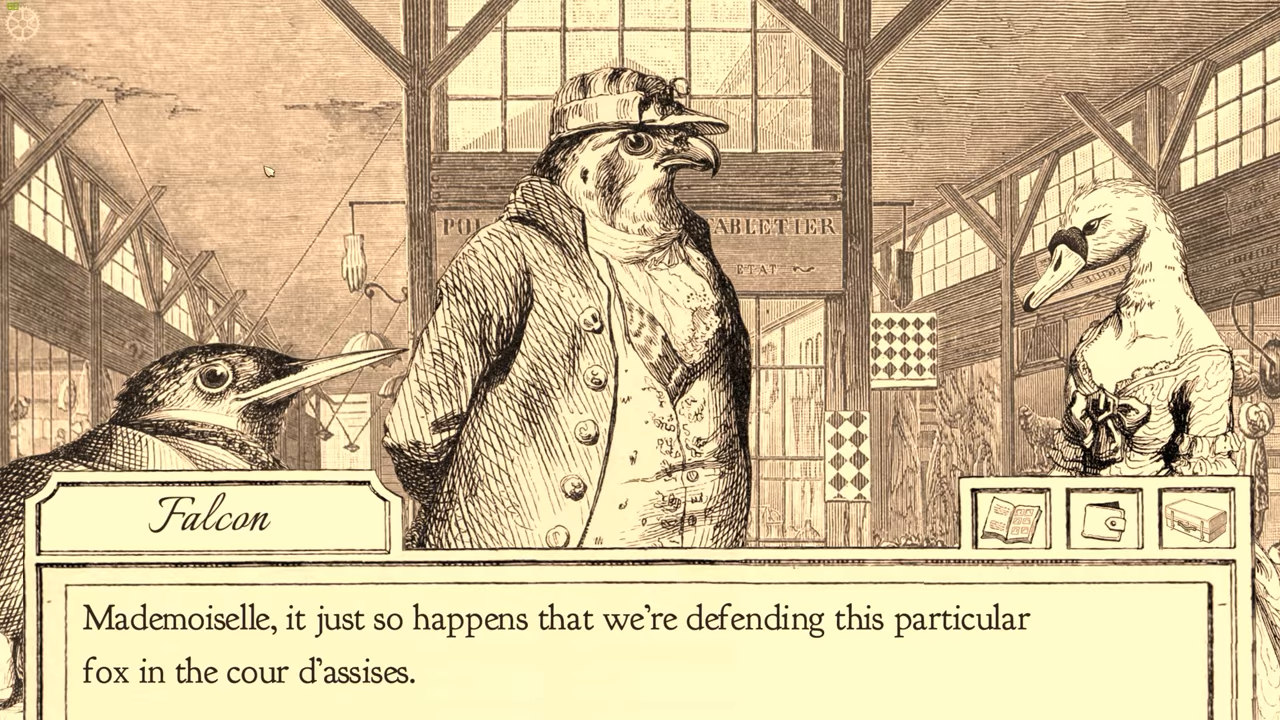 ABLETIER
ETAT
Falcon
Mademoiselle, it just so happens that we're defending this particular
fox in the cour d'assises.